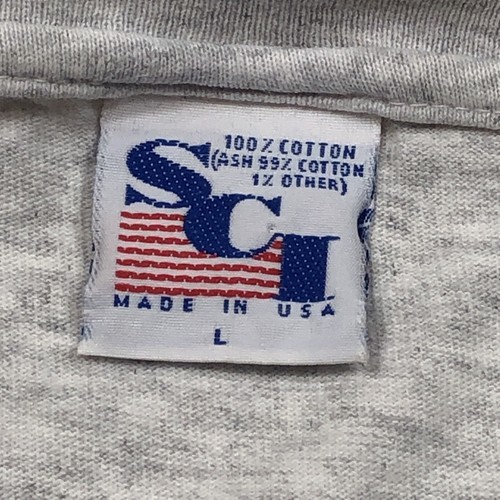 100% COTTON
(ASH 99% COTTON
1% OTHER)
SCI
MADE IN USA
L